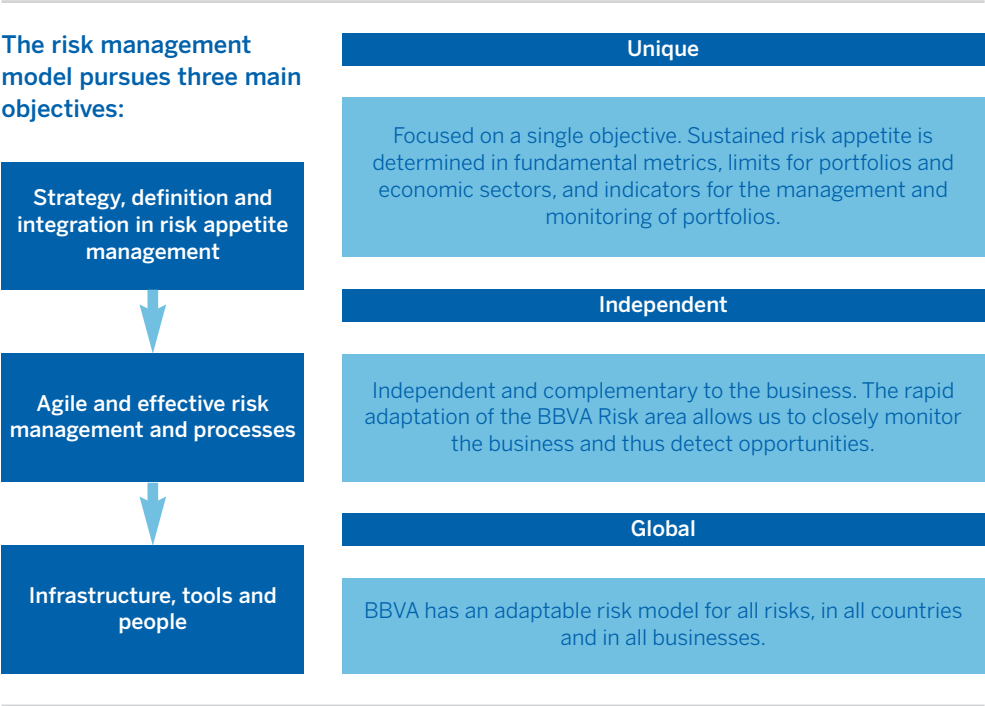 The risk management
model pursues three main
objectives:
Strategy, definition and
integration in risk appetite
management
Agile and effective risk
management and processes
Infrastructure, tools and
people
Unique
Focused on a single objective. Sustained risk appetite is
determined in fundamental metrics, limits for portfolios and
economic sectors, and indicators for the management and
monitoring of portfolios.
Independent
Independent and complementary to the business. The rapid
adaptation of the BBVA Risk area allows us to closely monitor
the business and thus detect opportunities.
Global
BBVA has an adaptable risk model for all risks, in all countries
and in all businesses.